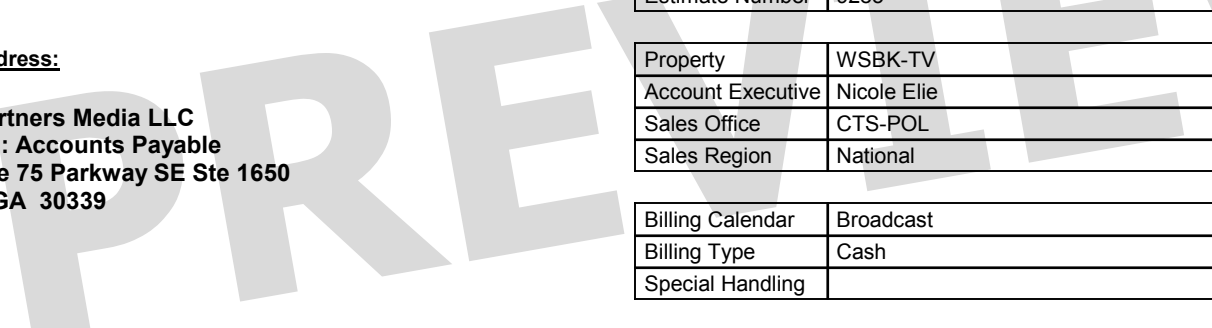 PREVIE
dress:
rtners Media LLC
: Accounts Payable
e 75 Parkway SE Ste 1650
GA 30339
Estimate Number
Property WSBK-TV
Account Executive Nicole Elie
Sales Office CTS-POL
Sales Region National
Billing Calendar Broadcast
Billing Type Cash
Special Handling